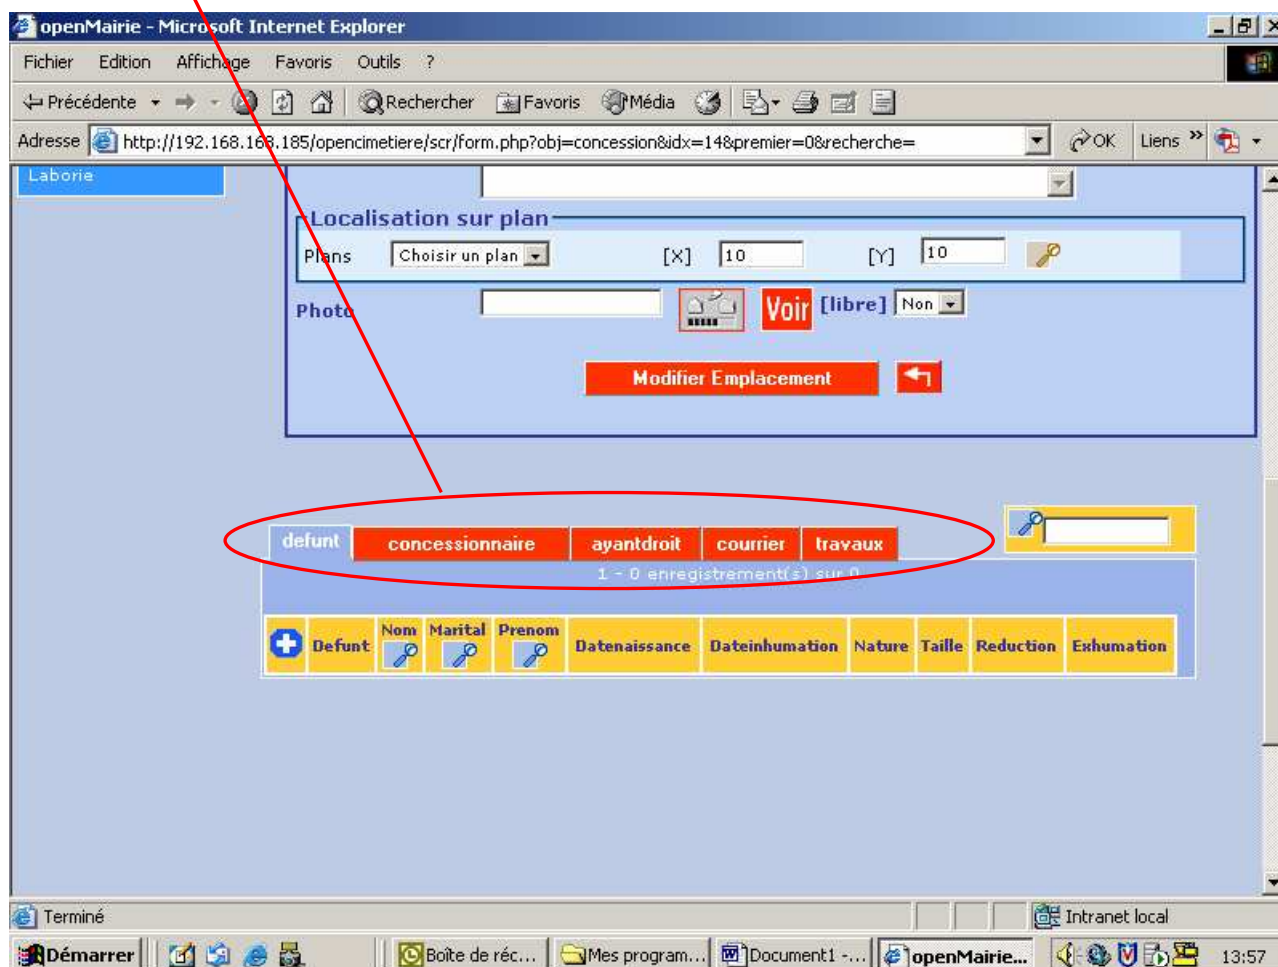 openMairie - Microsoft Internet Explorer
Fichier Edition Affichage Favoris Outils ?
Précédente Rechercher Favoris Média
Adresse http://192.168.168.185/opencimetiere/scr/form.php?obj=concession&idx=14&premier=0&recherche= OK Liens »
Laborie
Localisation sur plan
Plans Choisir un plan [X] 10 [Y] 10
Photo Voir [libre] Non
Modifier Emplacement
defunt concessionnaire ayantdroit courrier travaux
1 - 0 enregistrement(s) sur 0
Defunt Nom Marital Prenom Datenaissance Dateinhumation Nature Taille Reduction Exhumation
Terminé Intranet local
Démarrer Boîte de réc... Mes program... Document1 -... openMairie... 13:57